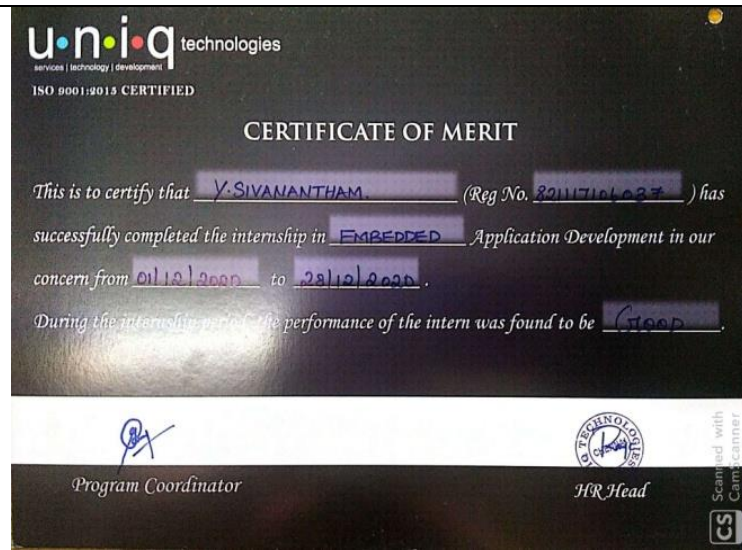 u•n•i•q technologies
services | technology | development
ISO 9001:2015 CERTIFIED
CERTIFICATE OF MERIT
This is to certify that Y.SIVANANTHAM. (Reg No. 821117106037) has
successfully completed the internship in EMBEDDED Application Development in our
concern from 01/12/2020 to 28/12/2020.
During the internship period, the performance of the intern was found to be GOOD.
TECHNOLOGIES
CHENNAI
Program Coordinator
HR Head
CS Scanned with
CamScanner